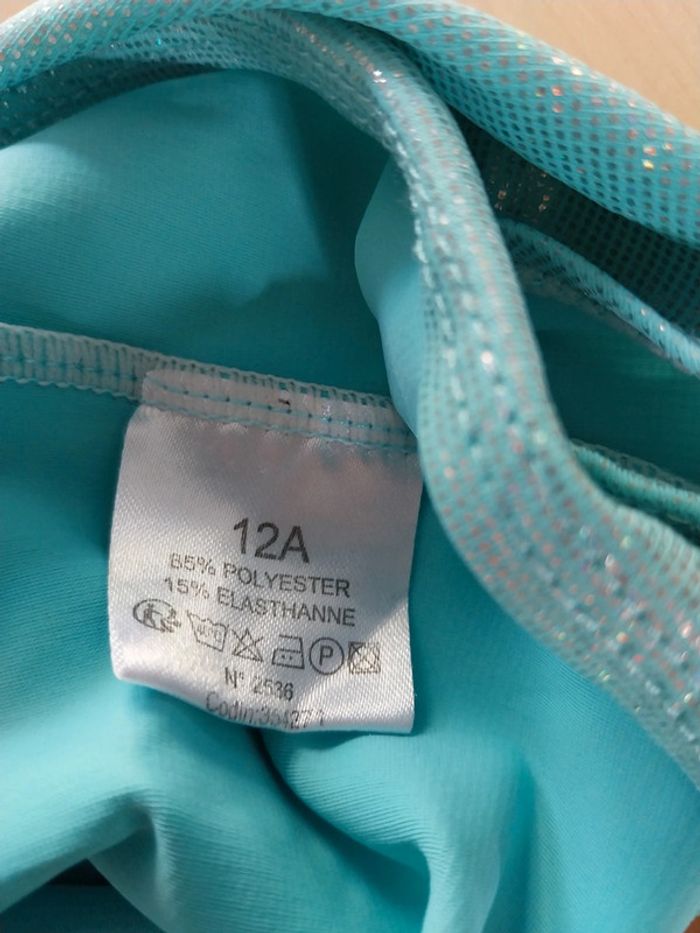 12A
85% POLYESTER
15% ELASTHANNE
P
N° 2536